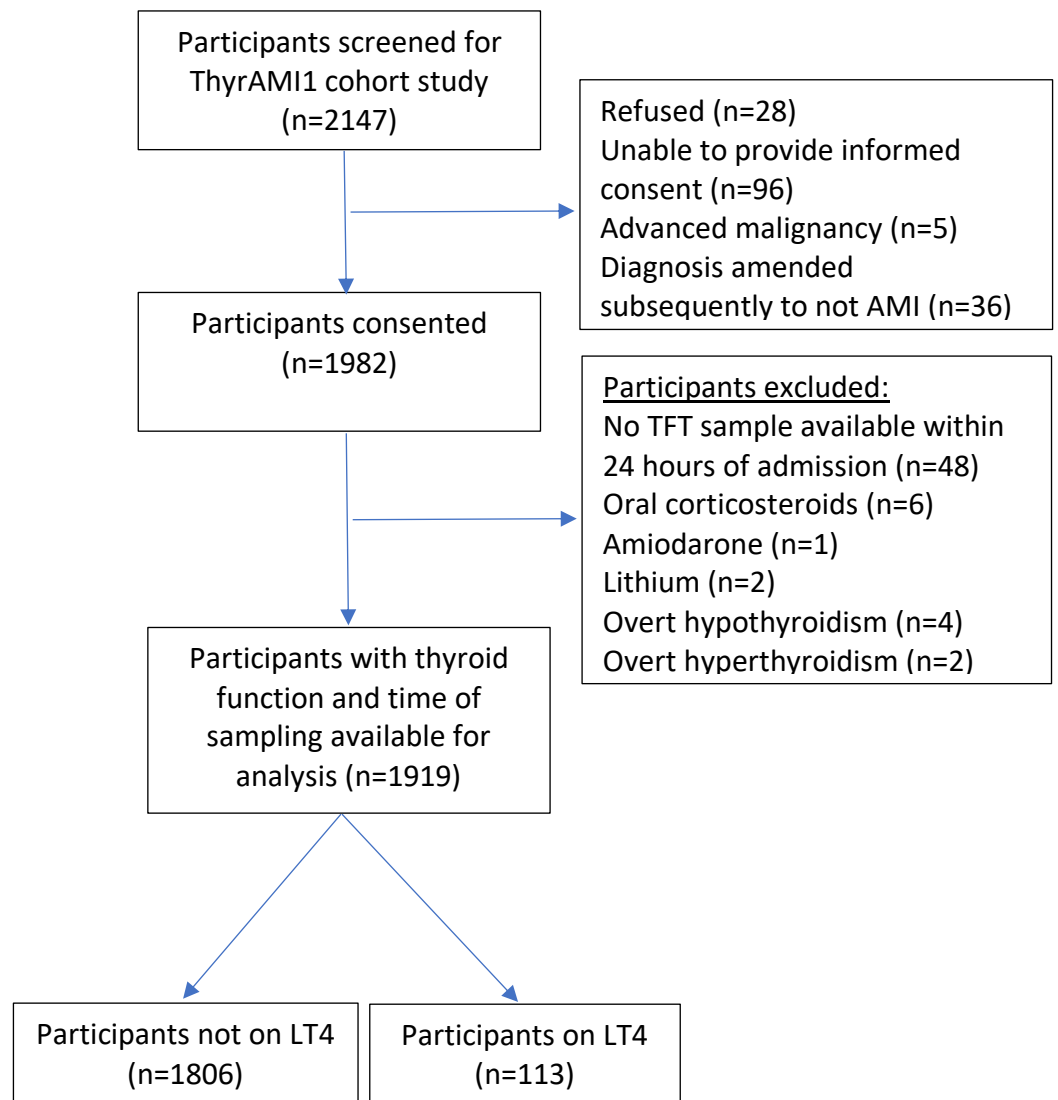 Participants screened for
ThyrAMI1 cohort study
(n=2147)
Refused (n=28)
Unable to provide informed
consent (n=96)
Advanced malignancy (n=5)
Diagnosis amended
subsequently to not AMI (n=36)
Participants consented
(n=1982)
Participants excluded:
No TFT sample available within
24 hours of admission (n=48)
Oral corticosteroids (n=6)
Amiodarone (n=1)
Lithium (n=2)
Overt hypothyroidism (n=4)
Overt hyperthyroidism (n=2)
Participants with thyroid
function and time of
sampling available for
analysis (n=1919)
Participants not on LT4
(n=1806)
Participants on LT4
(n=113)